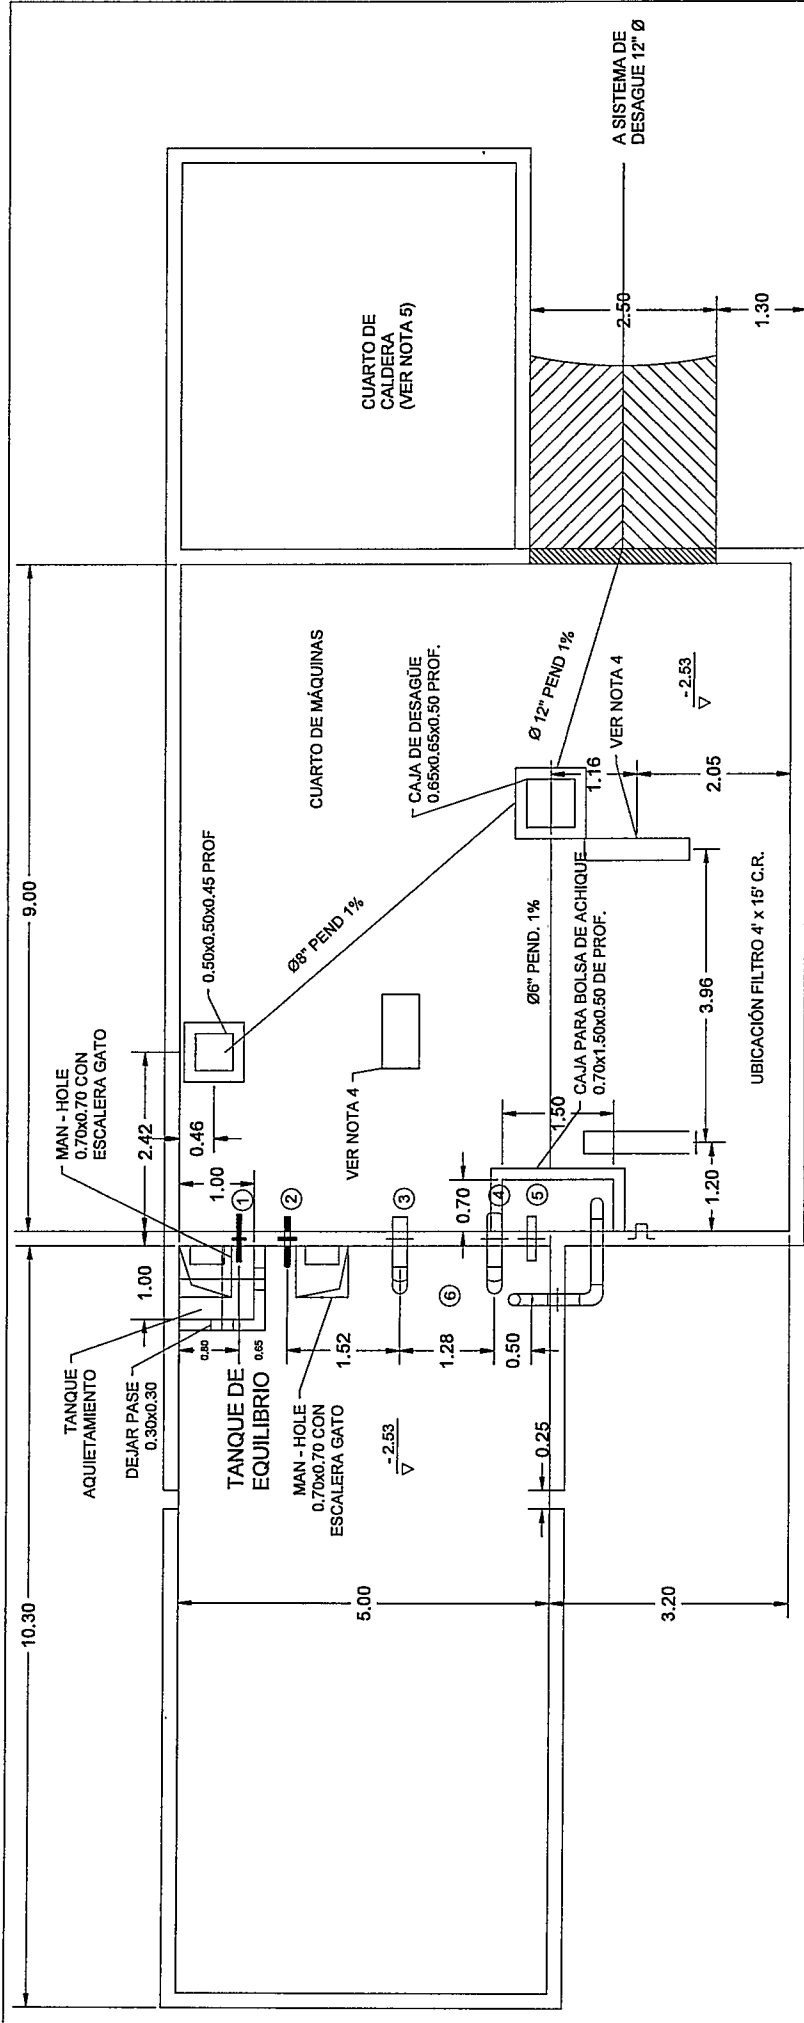 10.30
9.00
TANQUE
AQUIETAMIENTO
DEJAR PASE
0.30x0.30
MAN - HOLE
0.70x0.70 CON
ESCALERA GATO
1.00
2.42
0.46
1.00
0.50x0.50x0.45 PROF
0.80
0.65
TANQUE DE
EQUILIBRIO
MAN - HOLE
0.70x0.70 CON
ESCALERA GATO
-2.53
1
2
3
4
5
6
1.52
1.28
0.50
0.25
5.00
3.20
VER NOTA 4
Ø8" PEND 1%
CUARTO DE MÁQUINAS
CAJA DE DESAGÜE
0.65x0.65x0.50 PROF.
0.70
1.50
Ø6" PEND. 1%
CAJA PARA BOLSA DE ACHIQUE
0.70x1.50x0.50 DE PROF.
Ø 12" PEND 1%
1.16
VER NOTA 4
2.05
-2.53
3.96
1.20
UBICACIÓN FILTRO 4' x 15' C.R.
CUARTO DE
CALDERA
(VER NOTA 5)
2.50
1.30
A SISTEMA DE
DESAGUE 12" Ø